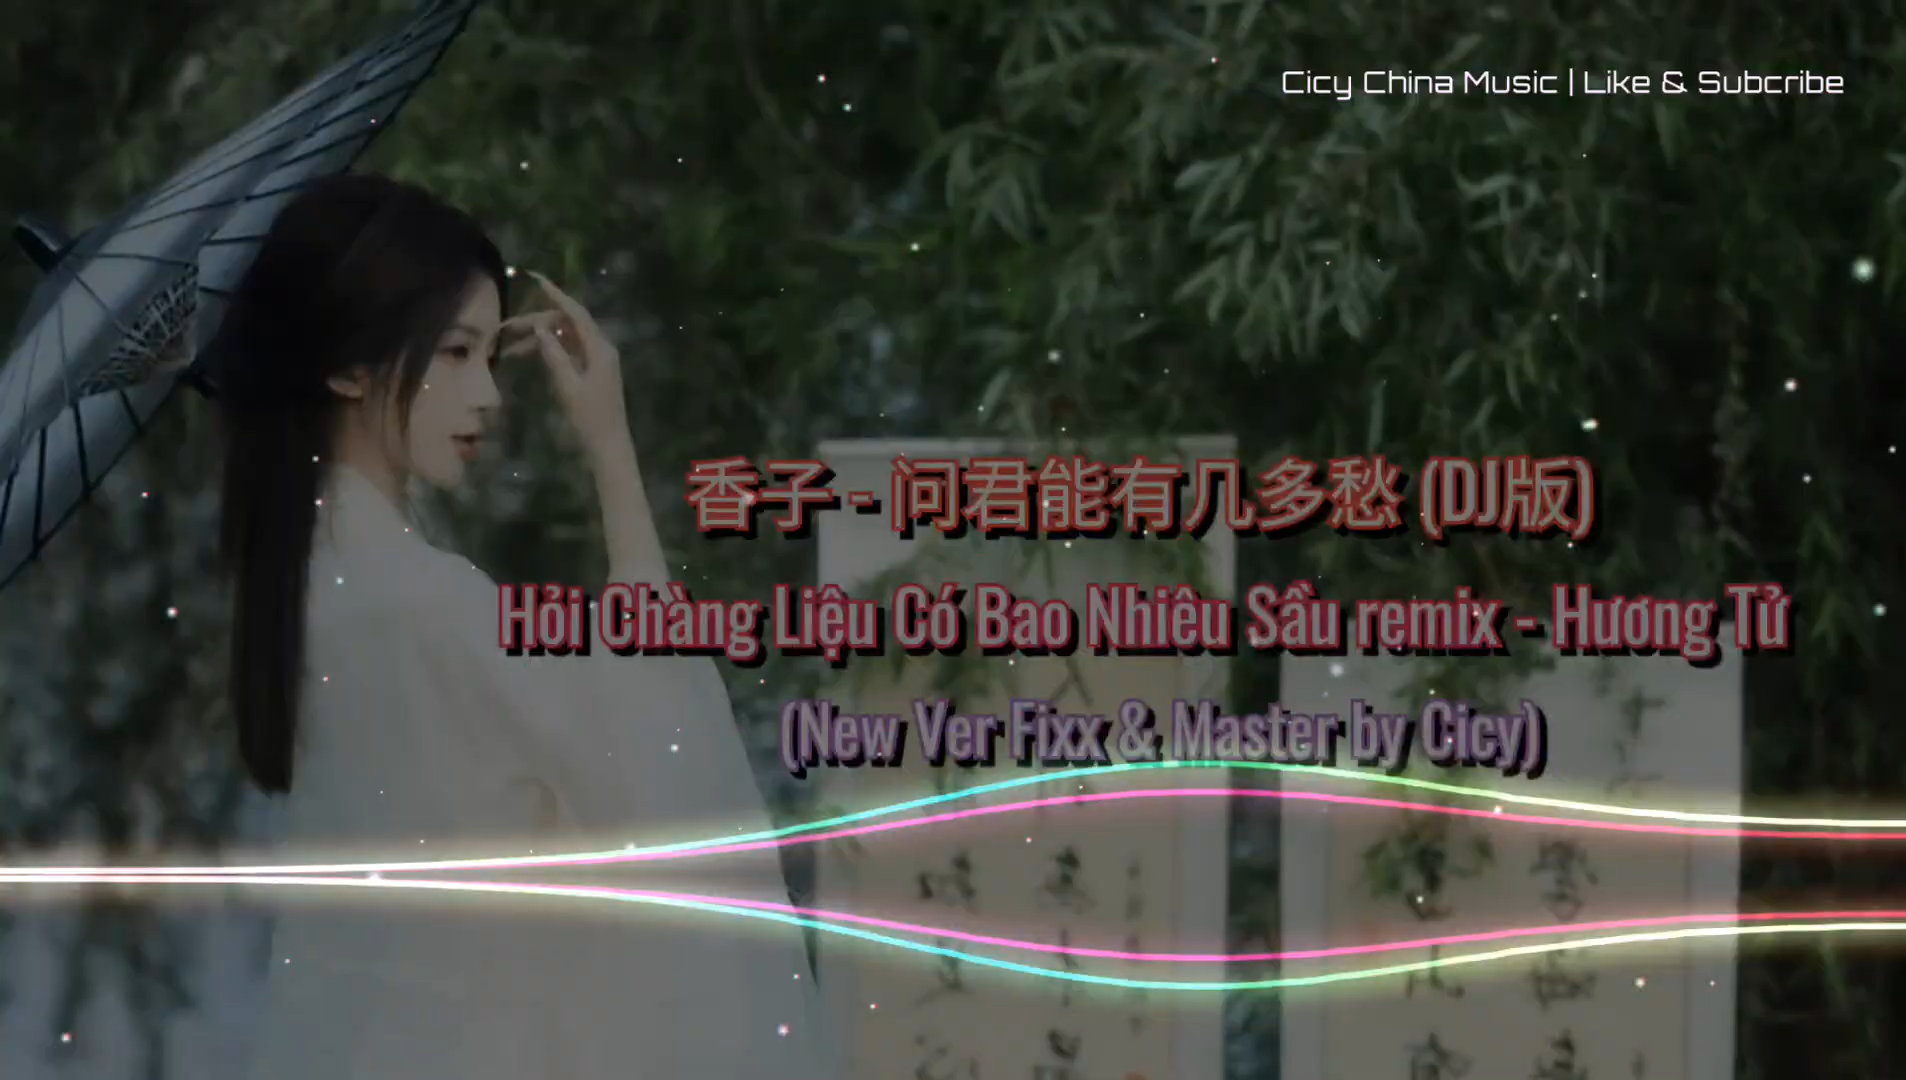 Cicy China Music | Like & Subcribe
香子 - 问君能有几多愁 (DJ版)
Hỏi Chàng Liệu Có Bao Nhiêu Sầu remix - Hương Tử
(New Ver Fixx & Master by Cicy)